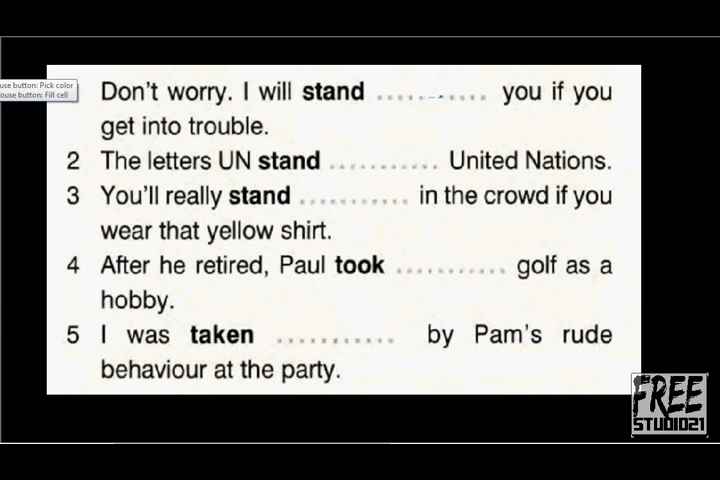 use button: Pick color
ouse button: Fill cell
Don't worry. I will stand ............ you if you
get into trouble.
2 The letters UN stand ............ United Nations.
3 You'll really stand ............ in the crowd if you
wear that yellow shirt.
4 After he retired, Paul took ............ golf as a
hobby.
5 I was taken ............ by Pam's rude
behaviour at the party.
FREE
STUDIO21